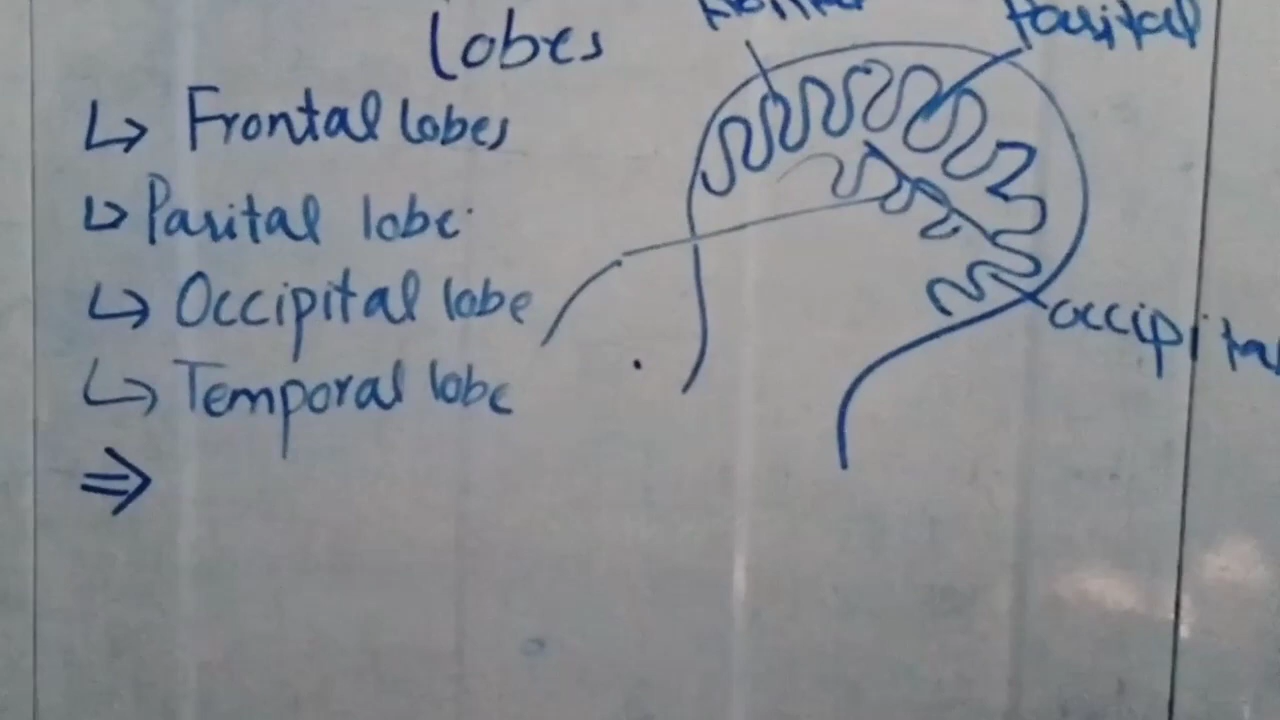 Lobes
Parital
↳ Frontal lobes
↳ Parital lobe
↳ Occipital lobe
occipital
↳ Temporal lobe
⇒